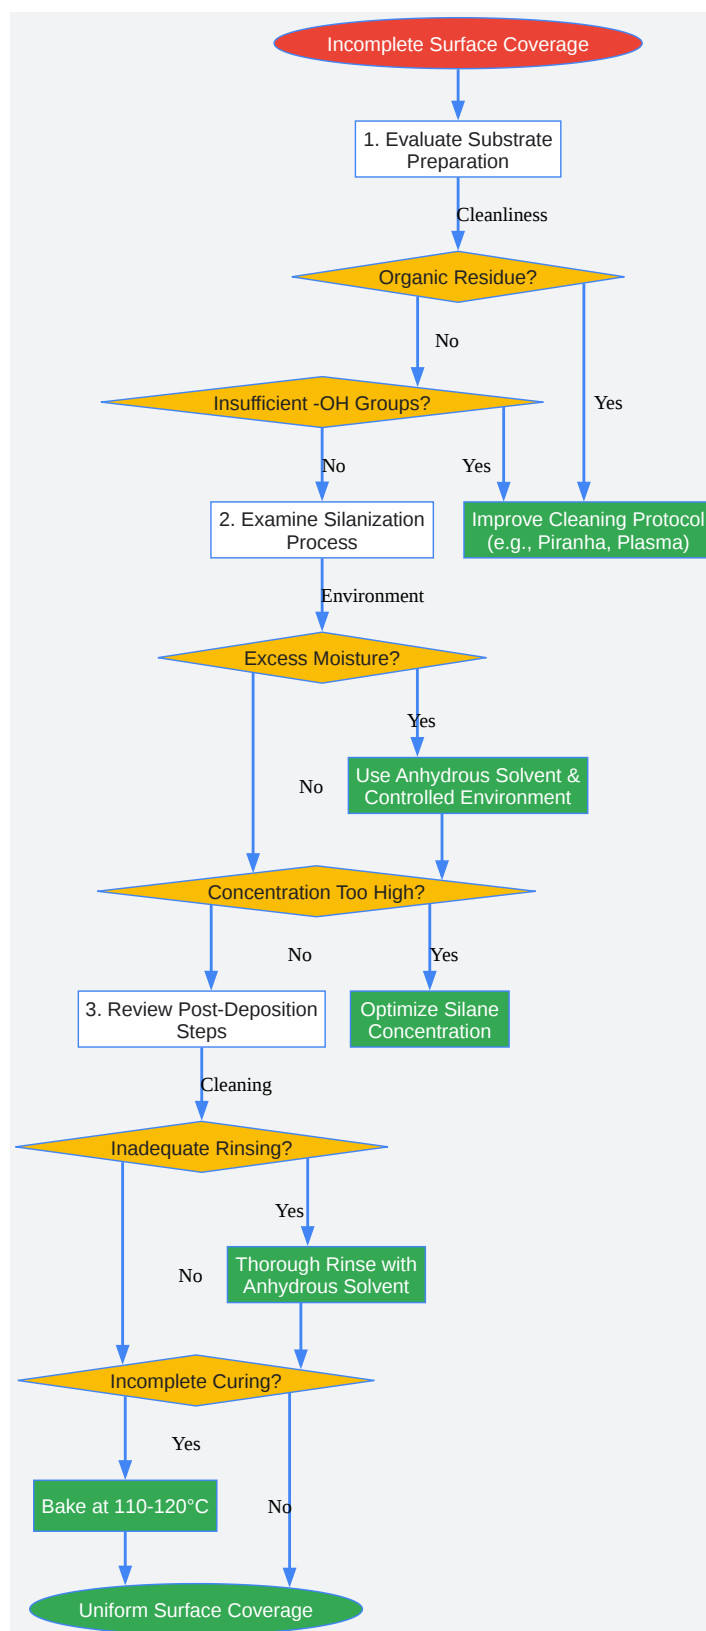 Incomplete Surface Coverage
1. Evaluate Substrate
Preparation
Cleanliness
Organic Residue?
No
Yes
Insufficient -OH Groups?
No
Yes
2. Examine Silanization
Process
Improve Cleaning Protocol
(e.g., Piranha, Plasma)
Environment
Excess Moisture?
Yes
No
Use Anhydrous Solvent &
Controlled Environment
Concentration Too High?
No
Yes
3. Review Post-Deposition
Steps
Optimize Silane
Concentration
Cleaning
Inadequate Rinsing?
Yes
No
Thorough Rinse with
Anhydrous Solvent
Incomplete Curing?
Yes
Bake at 110-120°C
No
Uniform Surface Coverage